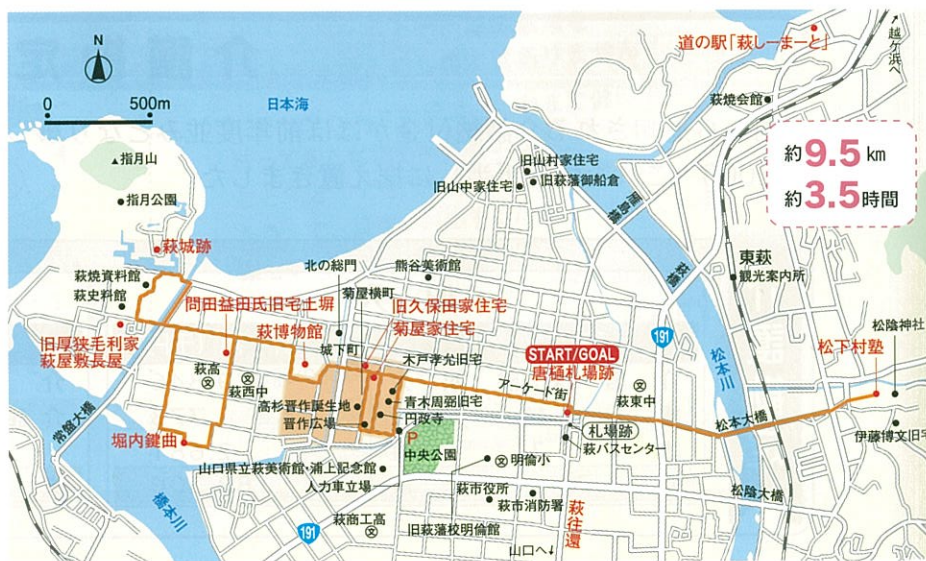 N
0 500m
日本海
指月山
指月公園
萩城跡
萩焼資料館
萩史料館
旧厚狭毛利家
萩屋敷長屋
問田益田氏旧宅土塀
萩高
萩西中
堀内鍵曲
常盤大橋
橋本川
北の総門
菊屋横町
萩博物館
城下町
熊谷美術館
旧久保田家住宅
菊屋家住宅
木戸孝允旧宅
青木周弼旧宅
円政寺
高杉晋作誕生地
晋作広場
P
中央公園
山口県立萩美術館・浦上記念館
人力車立場
萩商工高
191
旧山村家住宅
旧山中家住宅
旧萩藩御船倉
雁島橋
萩橋
191
START/GOAL
唐樋札場跡
アーケード街
萩東中
札場跡
萩バスセンター
明倫小
萩市役所
萩市消防署
旧萩藩校明倫館
萩往還
山口へ↓
松本川
松本大橋
松陰大橋
東萩
観光案内所
松陰神社
松下村塾
伊藤博文旧宅
道の駅「萩しーまーと」
越ケ浜へ
萩焼会館
約9.5km
約3.5時間